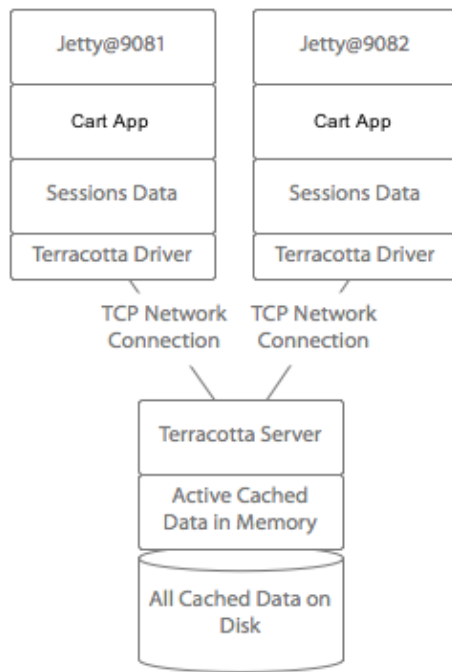 Jetty@9081
Cart App
Sessions Data
Terracotta Driver
Jetty@9082
Cart App
Sessions Data
Terracotta Driver
TCP Network
Connection
TCP Network
Connection
Terracotta Server
Active Cached
Data in Memory
All Cached Data on
Disk